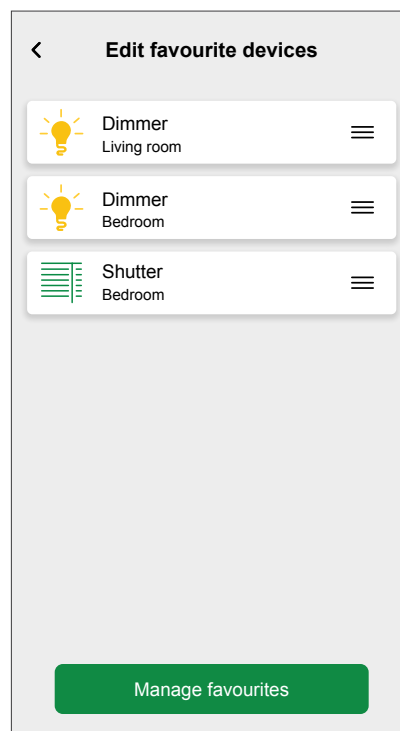 Edit favourite devices
Dimmer
Living room
Dimmer
Bedroom
Shutter
Bedroom
Manage favourites